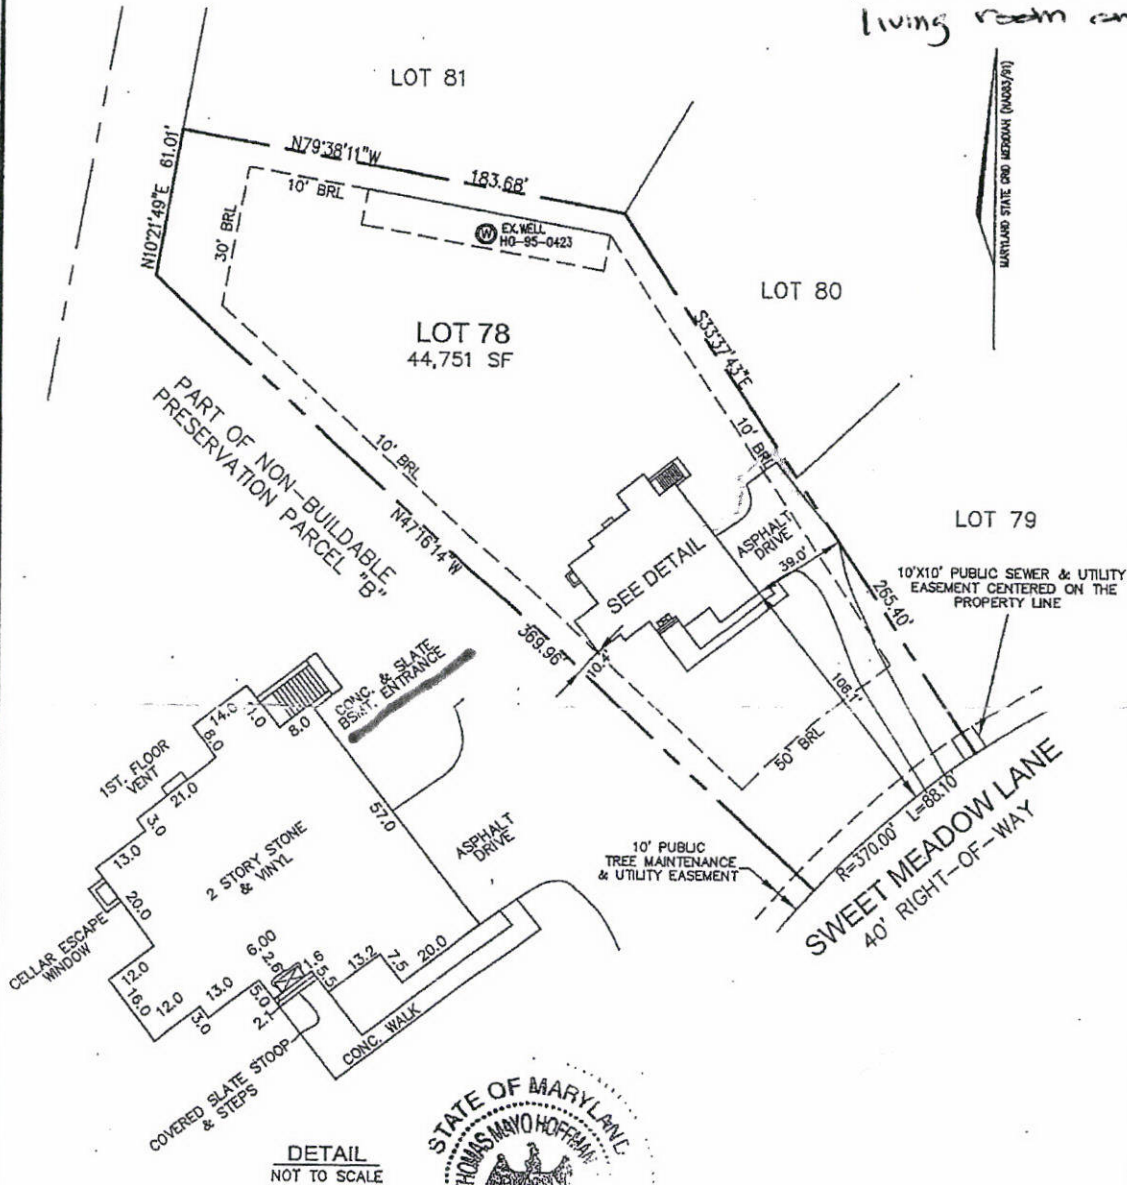 living room
LOT 81
N79°38'11"W
183.68'
N10°21'49"E 61.01'
10' BRL
30' BRL
EX.WELL
HO-95-0423
W
MARYLAND STATE GRID MERIDIAN (NAD83/91)
LOT 80
LOT 78
44,751 SF
S33°37'43"E
265.40'
10' BRL
PART OF NON-BUILDABLE
PRESERVATION PARCEL "B"
10' BRL
N47°16'14"W
369.96'
SEE DETAIL
ASPHALT
DRIVE
39.0'
LOT 79
10'X10' PUBLIC SEWER & UTILITY
EASEMENT CENTERED ON THE
PROPERTY LINE
10.4'
106.1'
50' BRL
CONC. & SLATE
BSMT. ENTRANCE
10' PUBLIC
TREE MAINTENANCE
& UTILITY EASEMENT
R=370.00' L=88.10'
SWEET MEADOW LANE
40' RIGHT-OF-WAY
14.0
1.0
8.0
8.0
1ST. FLOOR
VENT
21.0
3.0
13.0
57.0
2 STORY STONE
& VINYL
ASPHALT
DRIVE
20.0
CELLAR ESCAPE
WINDOW
12.0
16.0
12.0
3.0
13.0
6.00
2.6
1.6
5.0
2.1
5.5
13.2
7.5
20.0
CONC. WALK
COVERED SLATE STOOP
& STEPS
DETAIL
NOT TO SCALE
STATE OF MARYLAND
THOMAS MAYO HOFFMAN